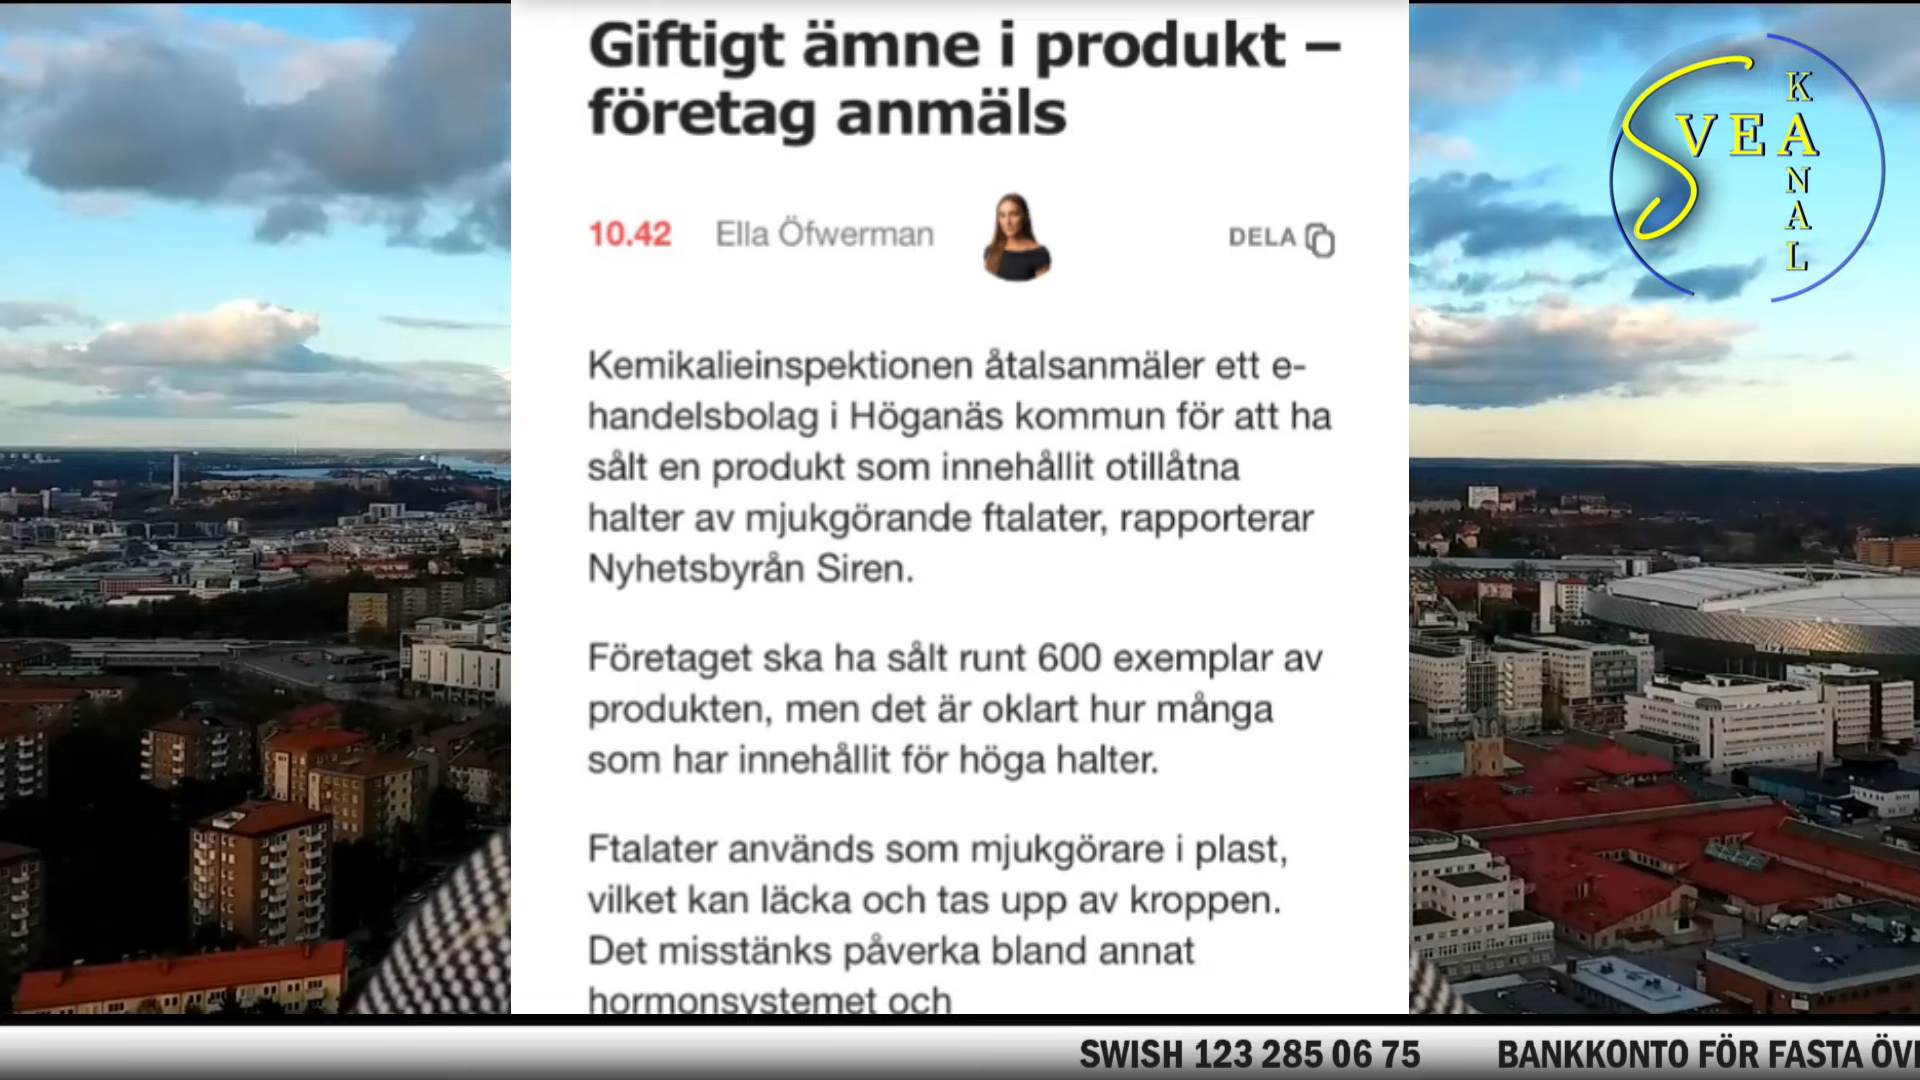 Giftigt ämne i produkt –
företag anmäls
10.42 Ella Öfwerman DELA
Kemikalieinspektionen åtalsanmäler ett e-
handelsbolag i Höganäs kommun för att ha
sålt en produkt som innehållit otillåtna
halter av mjukgörande ftalater, rapporterar
Nyhetsbyrån Siren.
Företaget ska ha sålt runt 600 exemplar av
produkten, men det är oklart hur många
som har innehållit för höga halter.
Ftalater används som mjukgörare i plast,
vilket kan läcka och tas upp av kroppen.
Det misstänks påverka bland annat
hormonsystemet och
SVEA
KANAL
SWISH 123 285 06 75 BANKKONTO FÖR FASTA